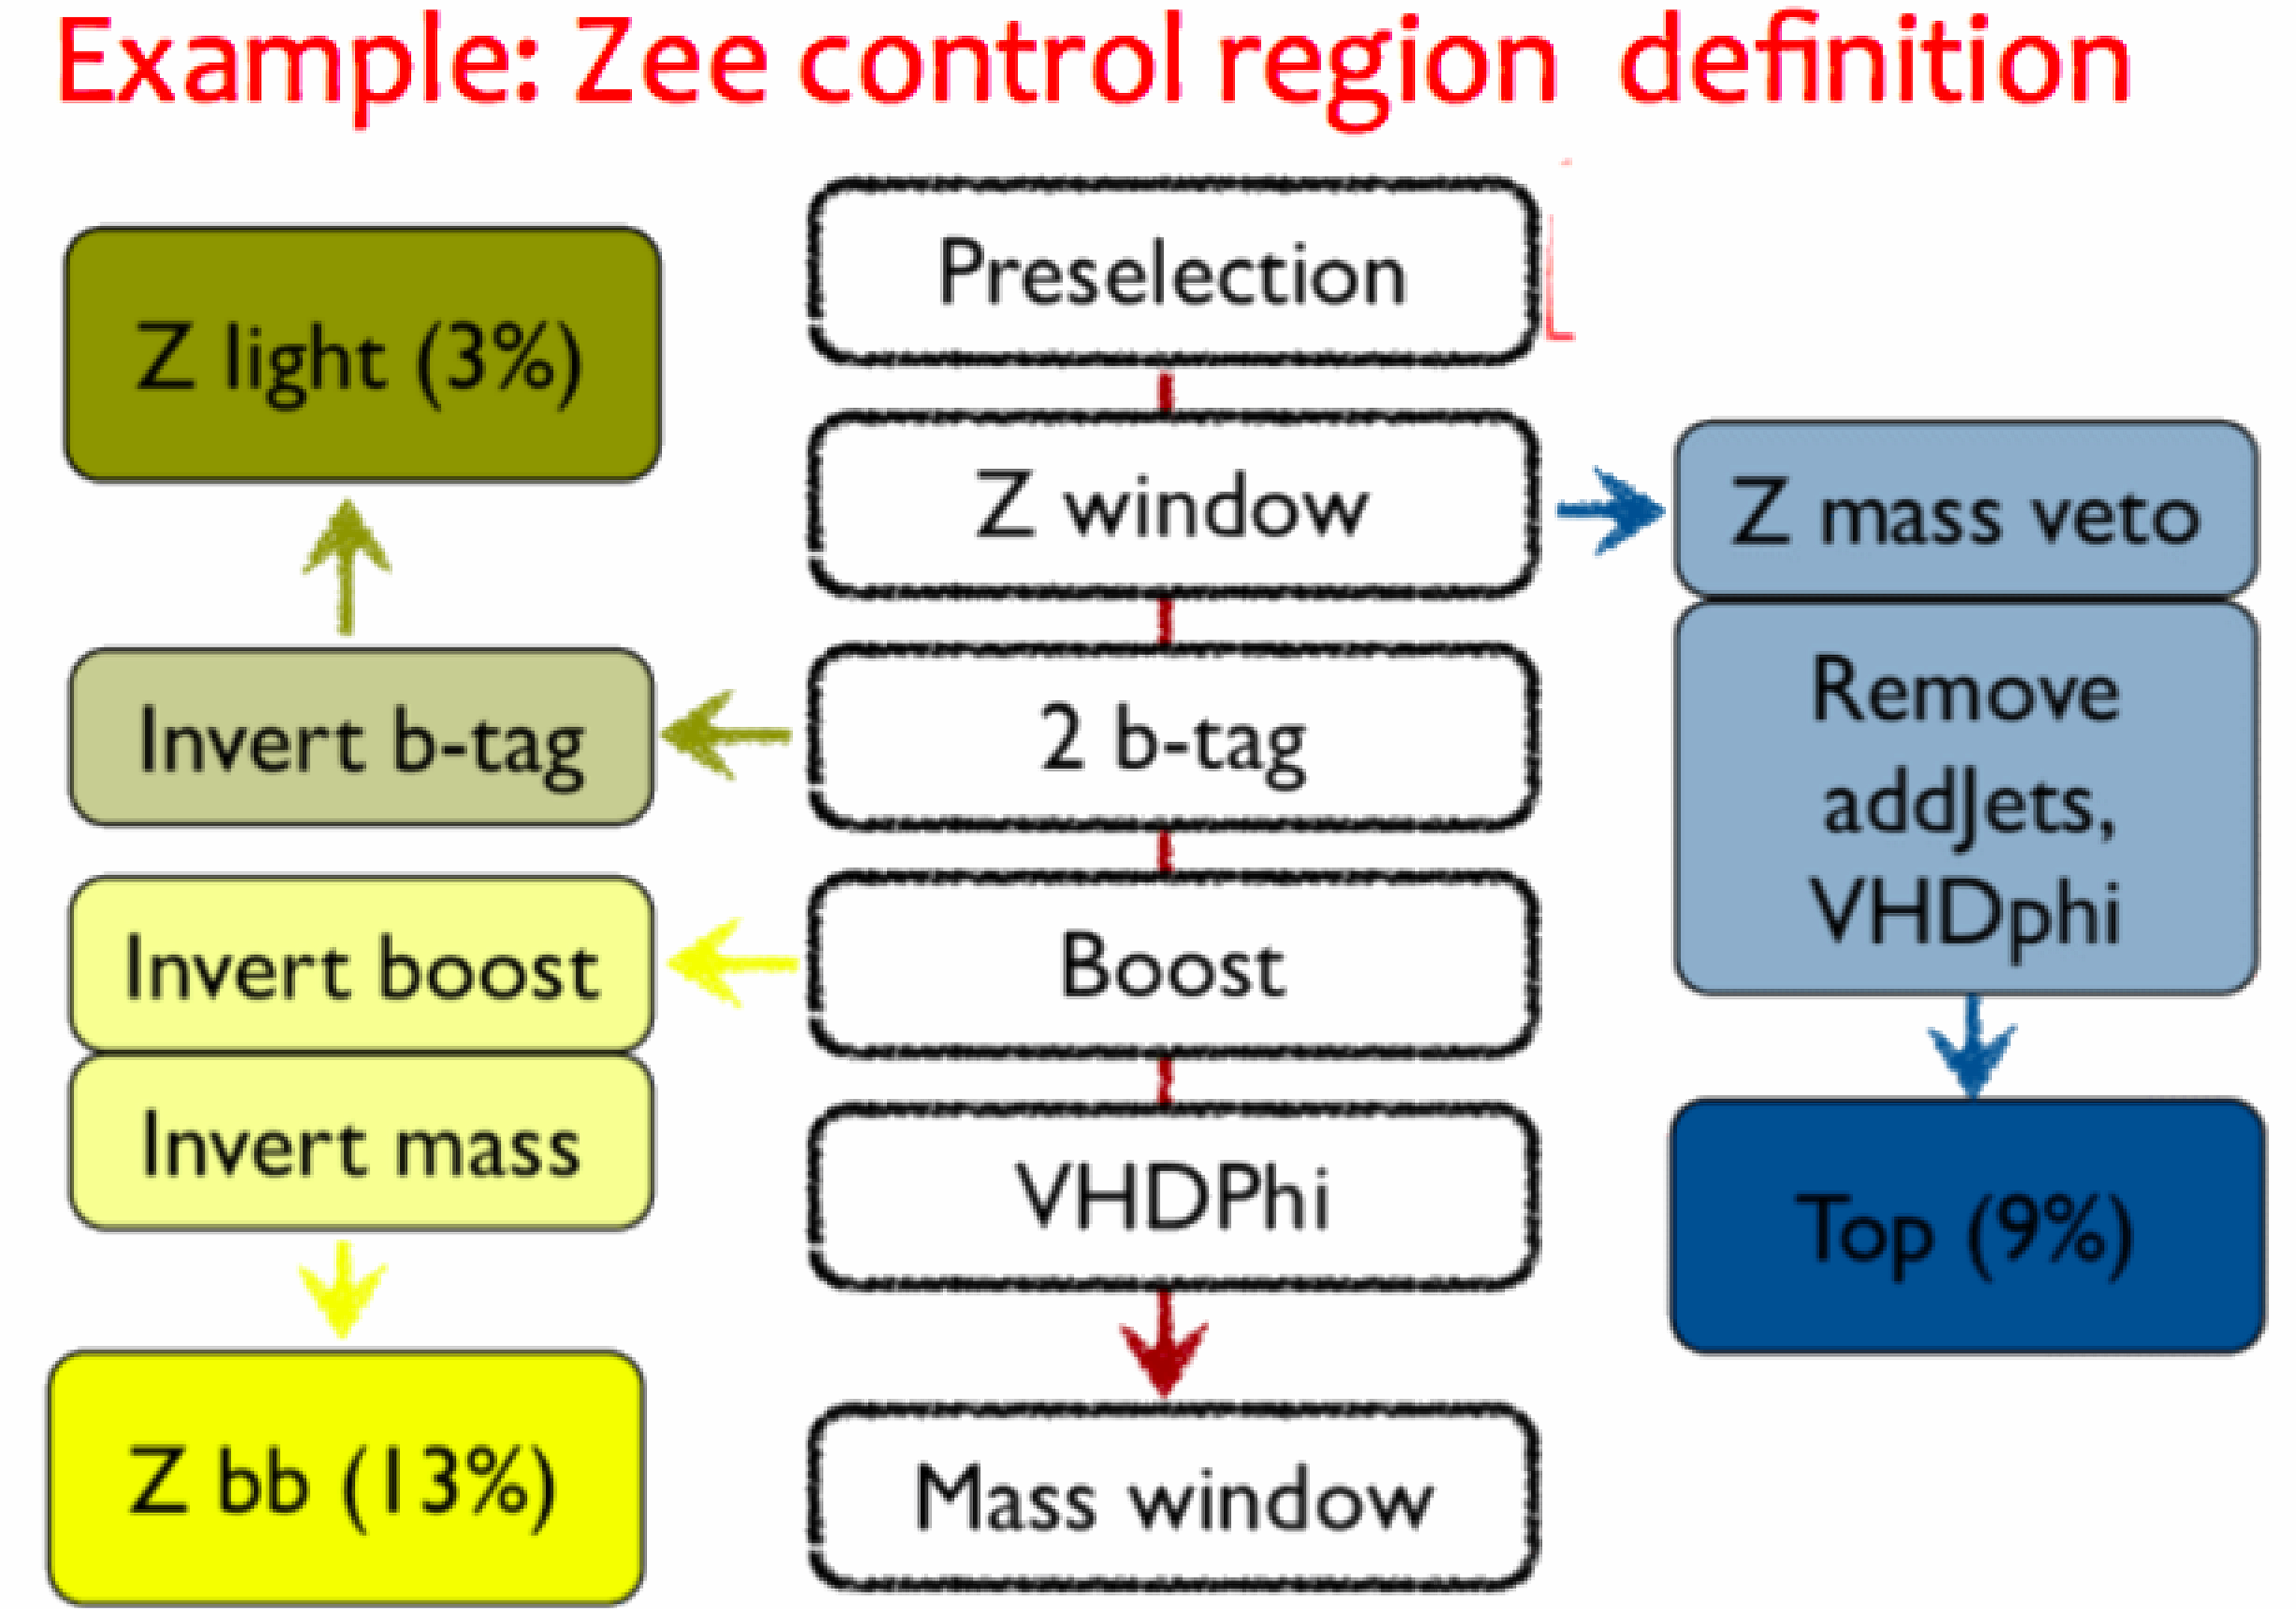 Example: Zee control region definition
Preselection
Z light (3%)
Z window
Z mass veto
Invert b-tag
2 b-tag
Remove
addJets,
VHDphi
Invert boost
Boost
Invert mass
VHDPhi
Top (9%)
Z bb (13%)
Mass window